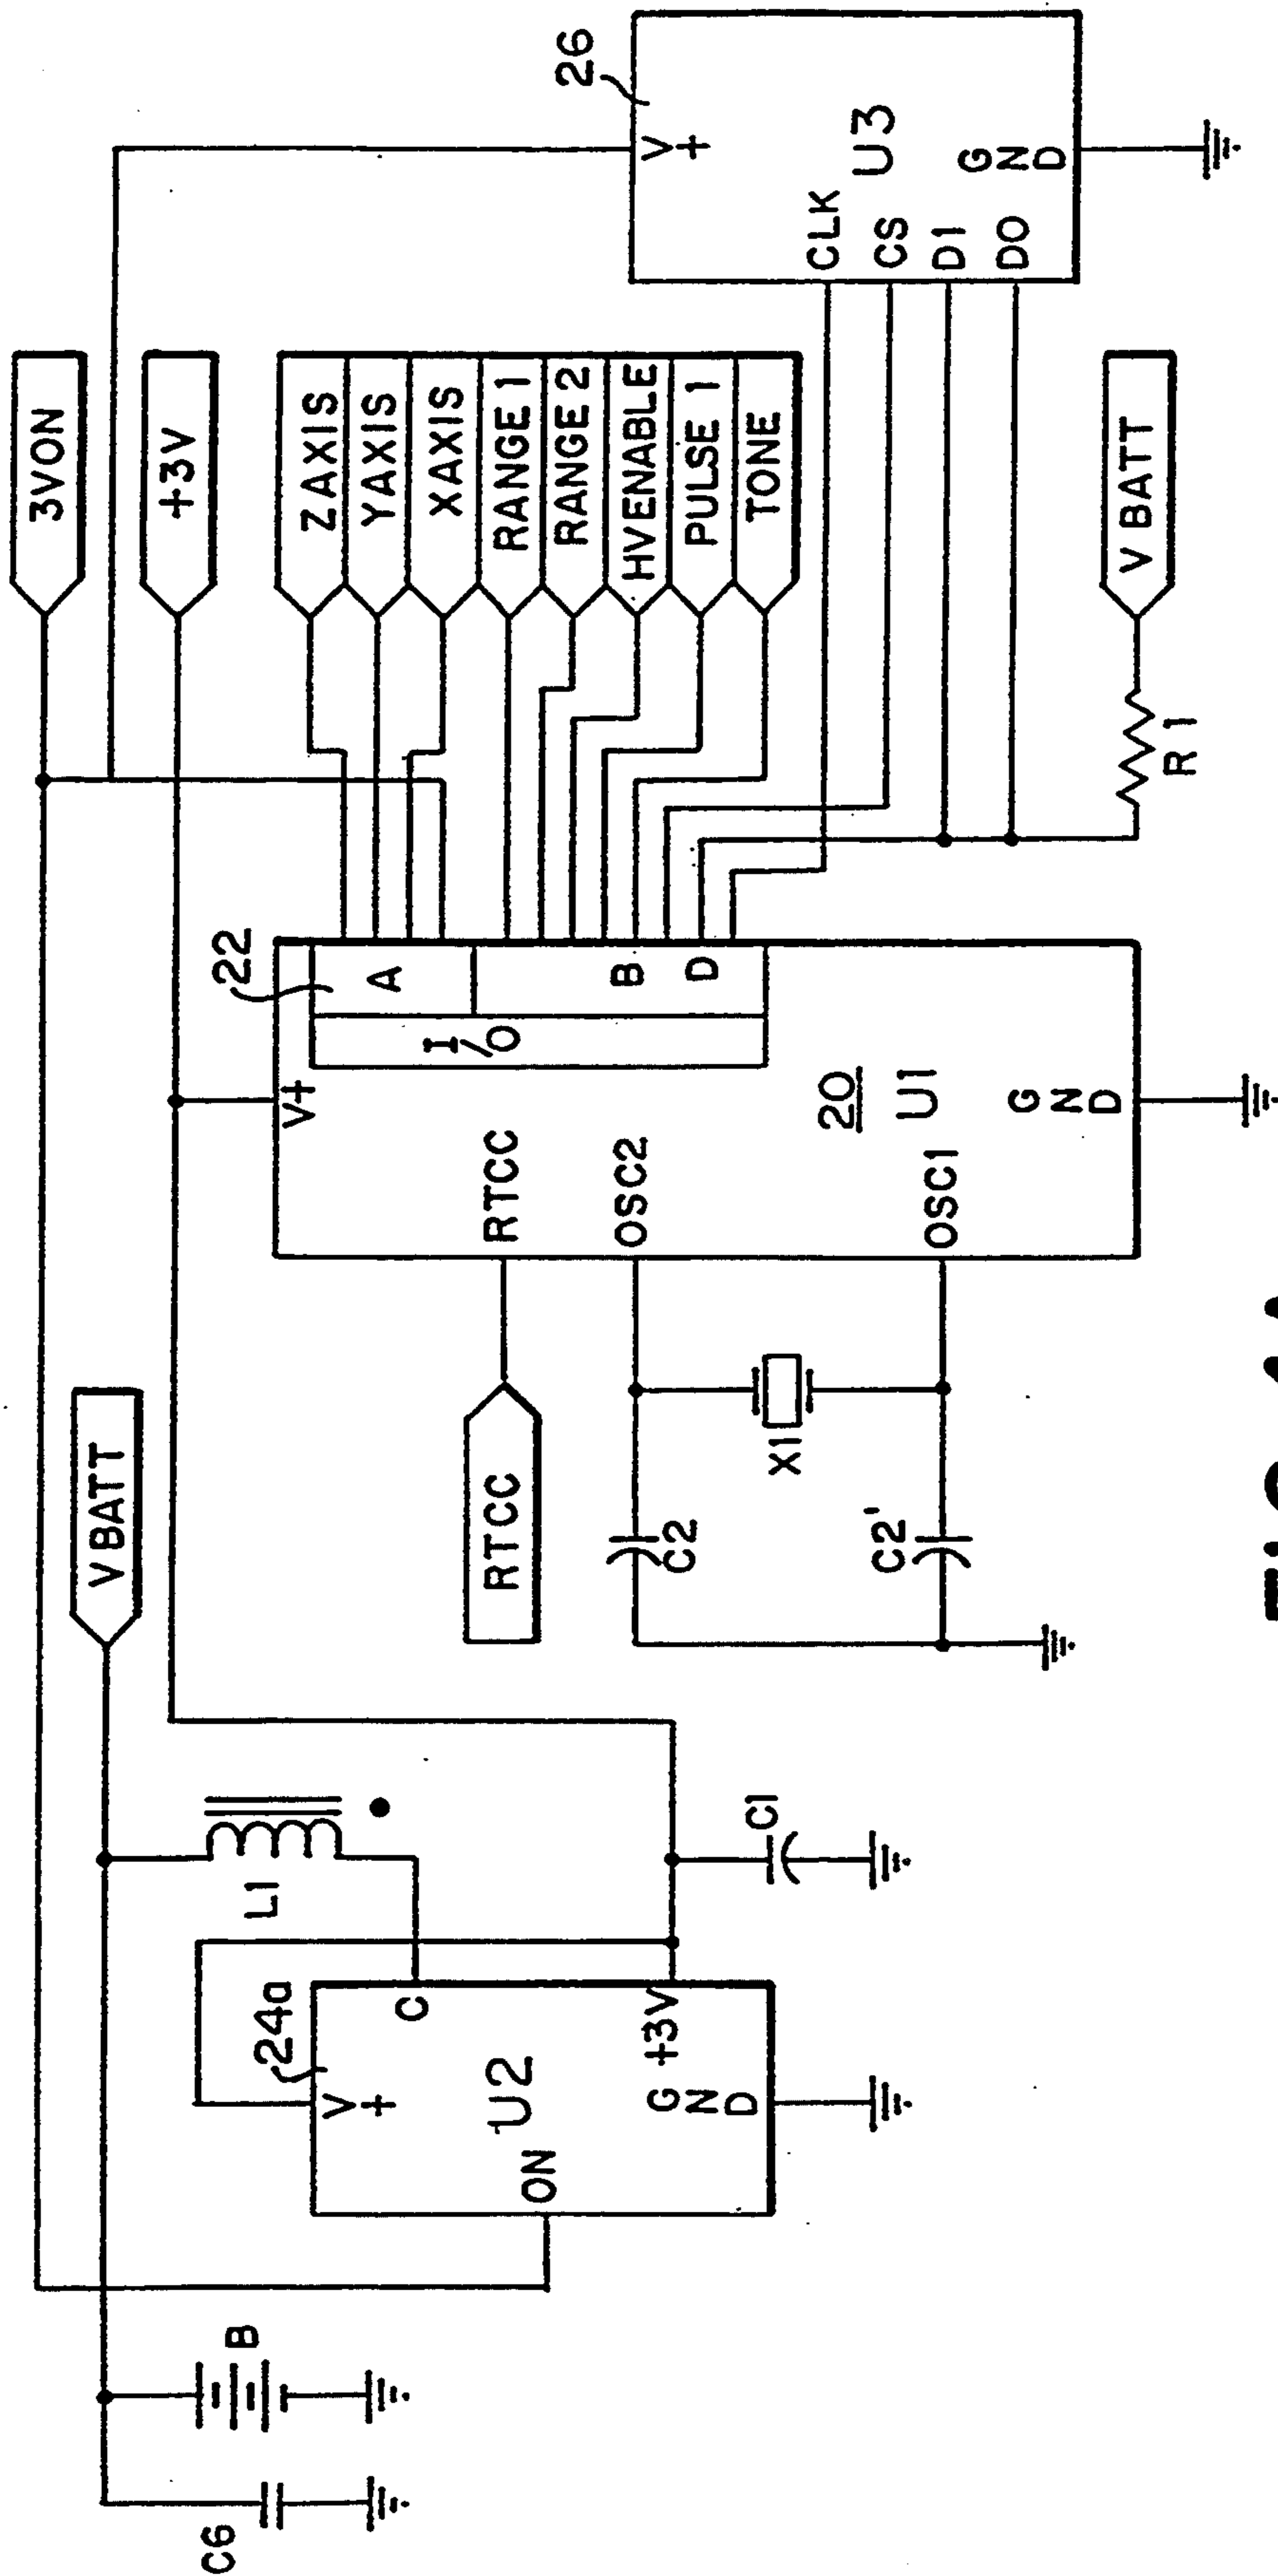 3VON
+3V
VBATT
ZAXIS
YAXIS
XAXIS
RANGE 1
RANGE 2
HVENABLE
PULSE 1
TONE
26
V+
U3
CLK
CS
D1
DO
GND
V BATT
R 1
22
A
I/O
B
D
V+
RTCC
OSC2
20
U1
OSC1
GND
RTCC
X1
C2
C2'
L1
24a
V+
C
U2
+3V
GND
ON
C1
B
C6